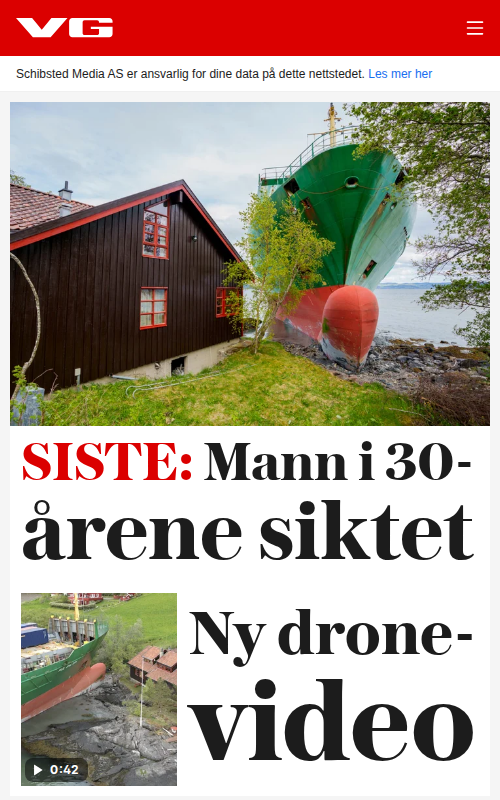 VG
Schibsted Media AS er ansvarlig for dine data på dette nettstedet. Les mer her
SISTE: Mann i 30-
årene siktet
Ny drone-
video
0:42